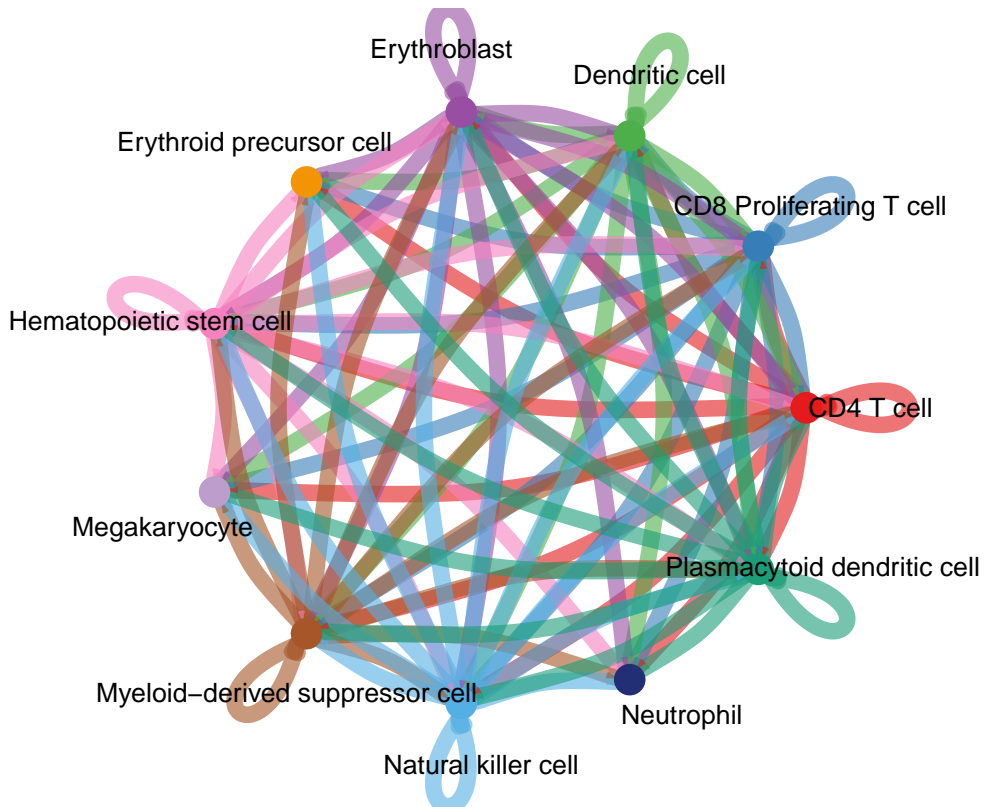 Erythroblast
Dendritic cell
Erythroid precursor cell
CD8 Proliferating T cell
Hematopoietic stem cell
CD4 T cell
Megakaryocyte
Plasmacytoid dendritic cell
Myeloid−derived suppressor cell
Neutrophil
Natural killer cell